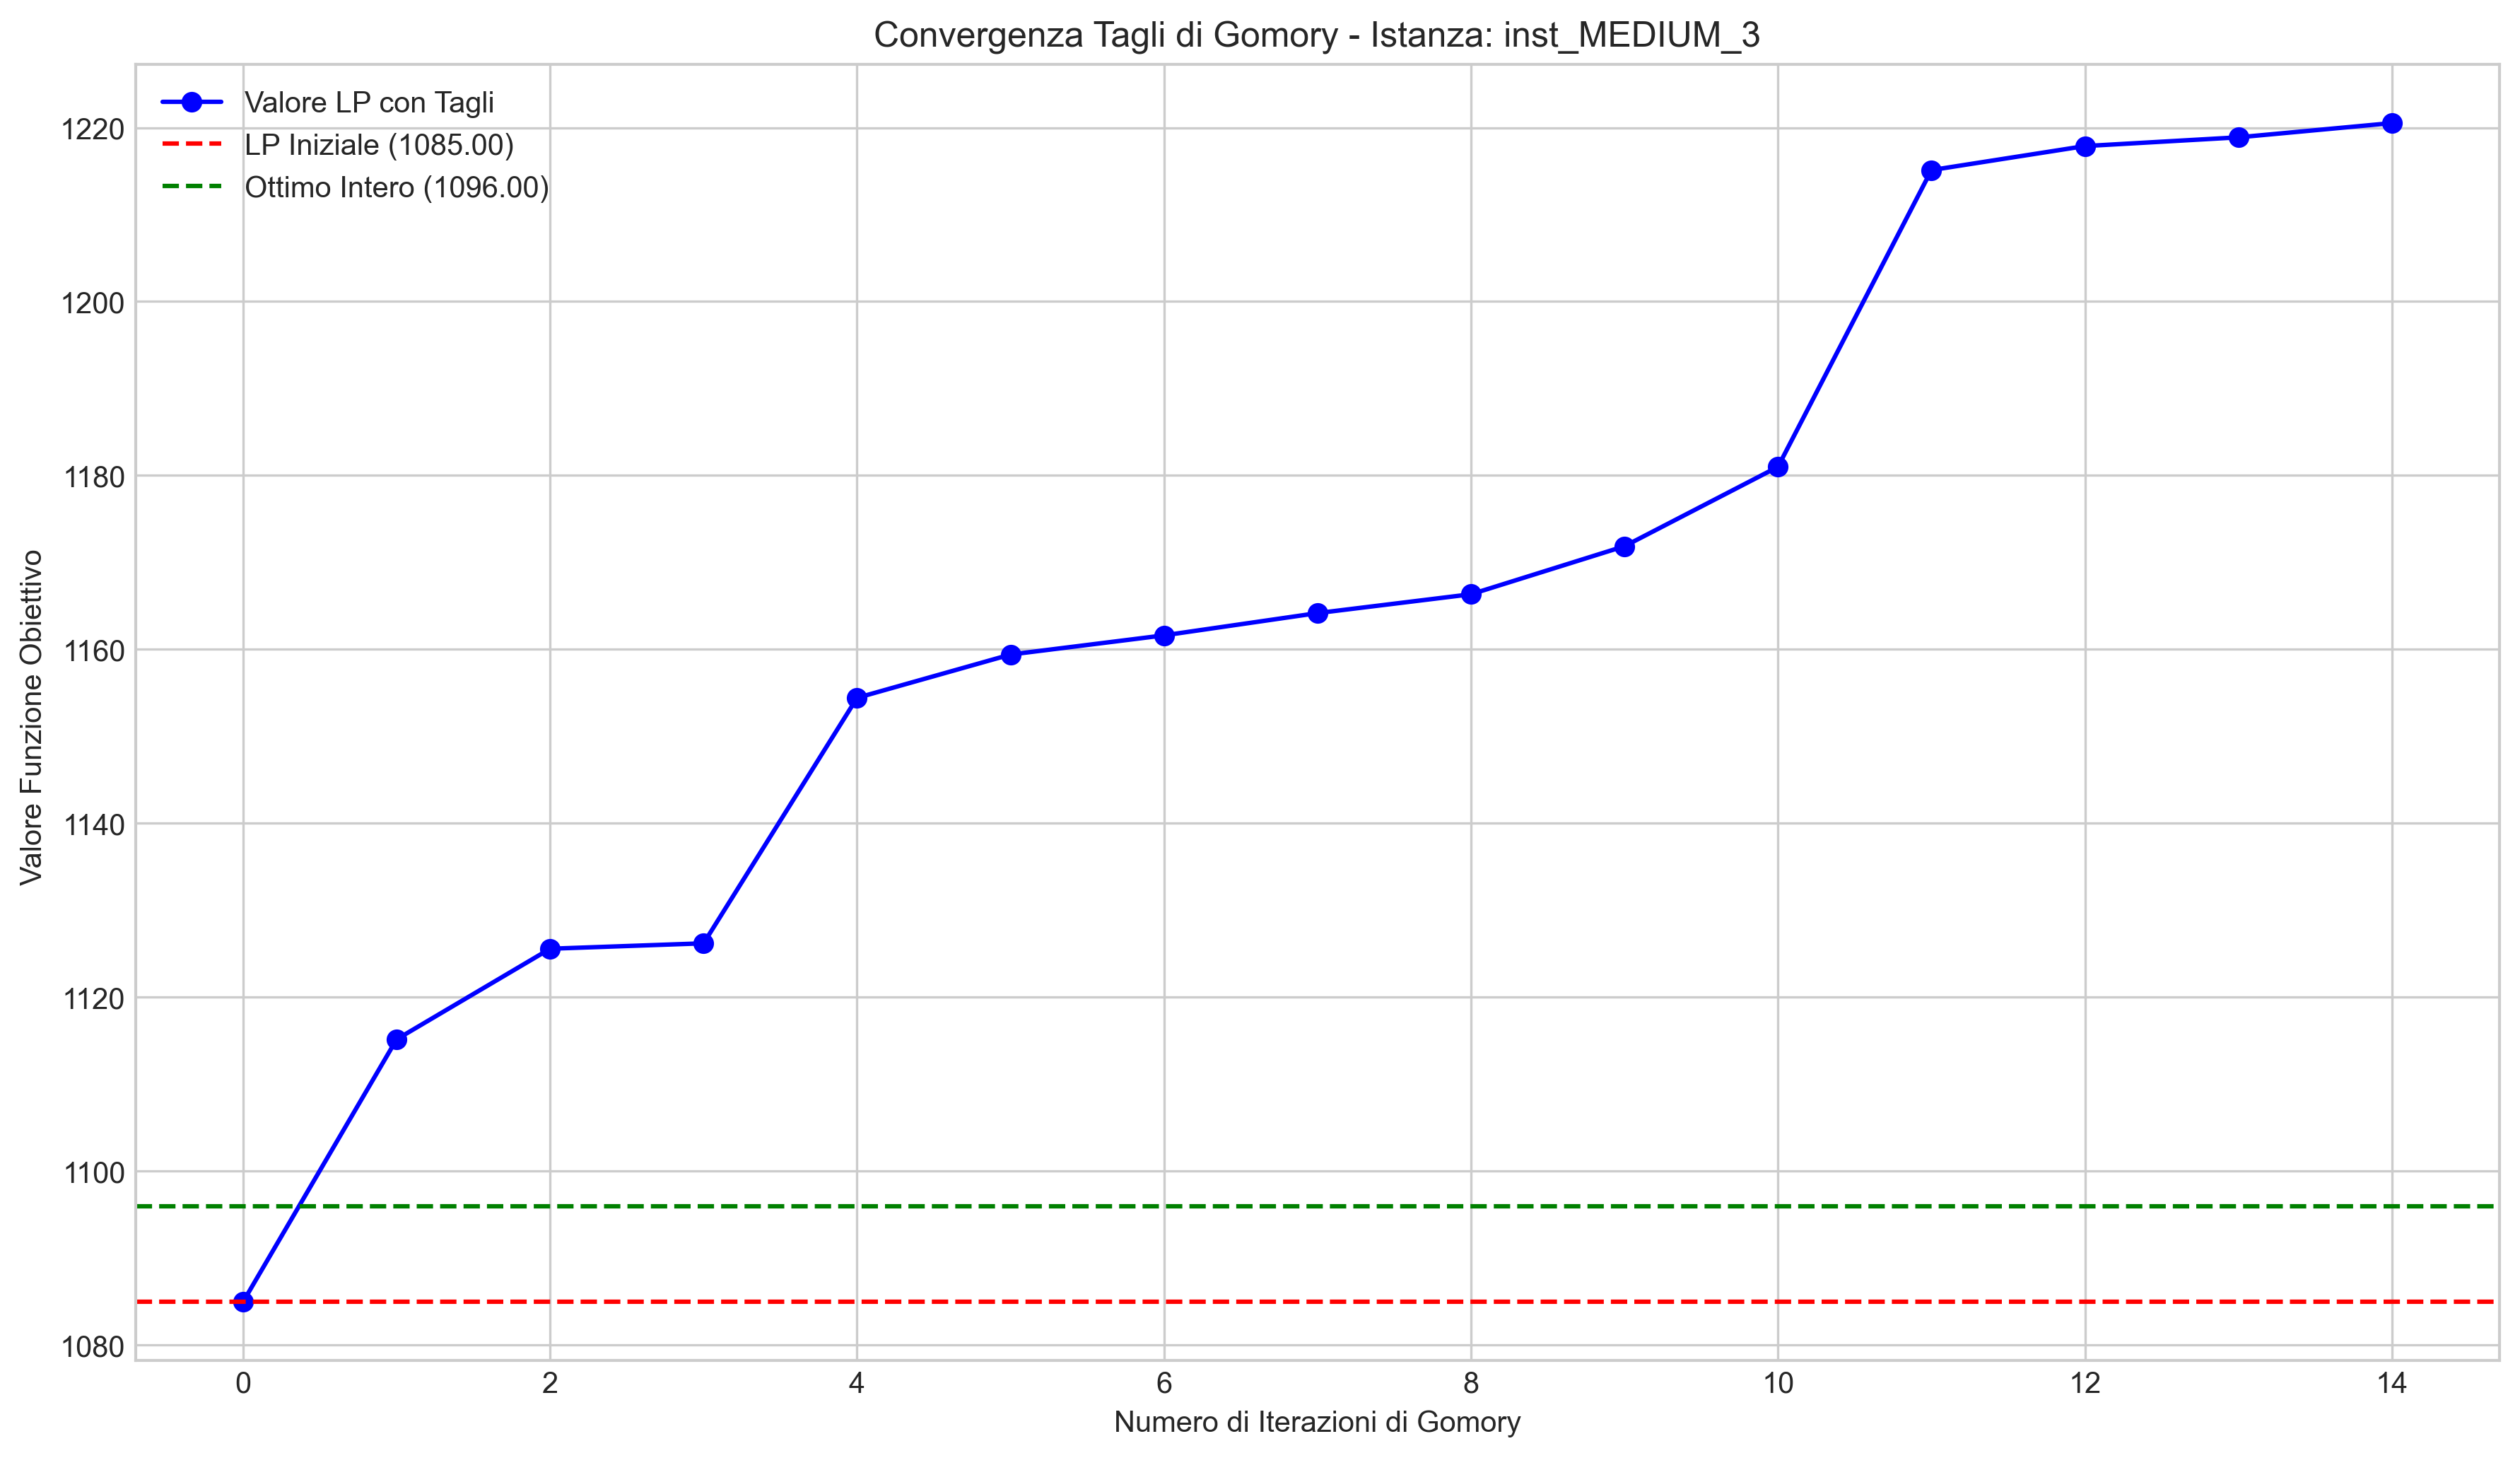 Convergenza Tagli di Gomory - Istanza: inst_MEDIUM_3
Valore LP con Tagli
LP Iniziale (1085.00)
Ottimo Intero (1096.00)
Valore Funzione Obiettivo
1220
1200
1180
1160
1140
1120
1100
1080
0 2 4 6 8 10 12 14
Numero di Iterazioni di Gomory